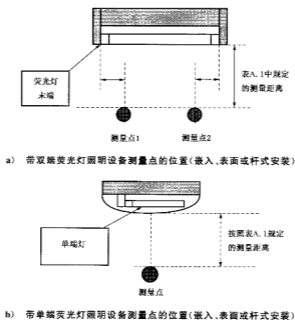 荧光灯
末端
表A.1中规定
的测量距离
测量点1
测量点2
a) 带双端荧光灯照明设备测量点的位置(嵌入、表面或杆式安装)
单端灯
按照表A.1规定
的测量距离
测量点
b) 带单端荧光灯照明设备测量点的位置(嵌入、表面或杆式安装)